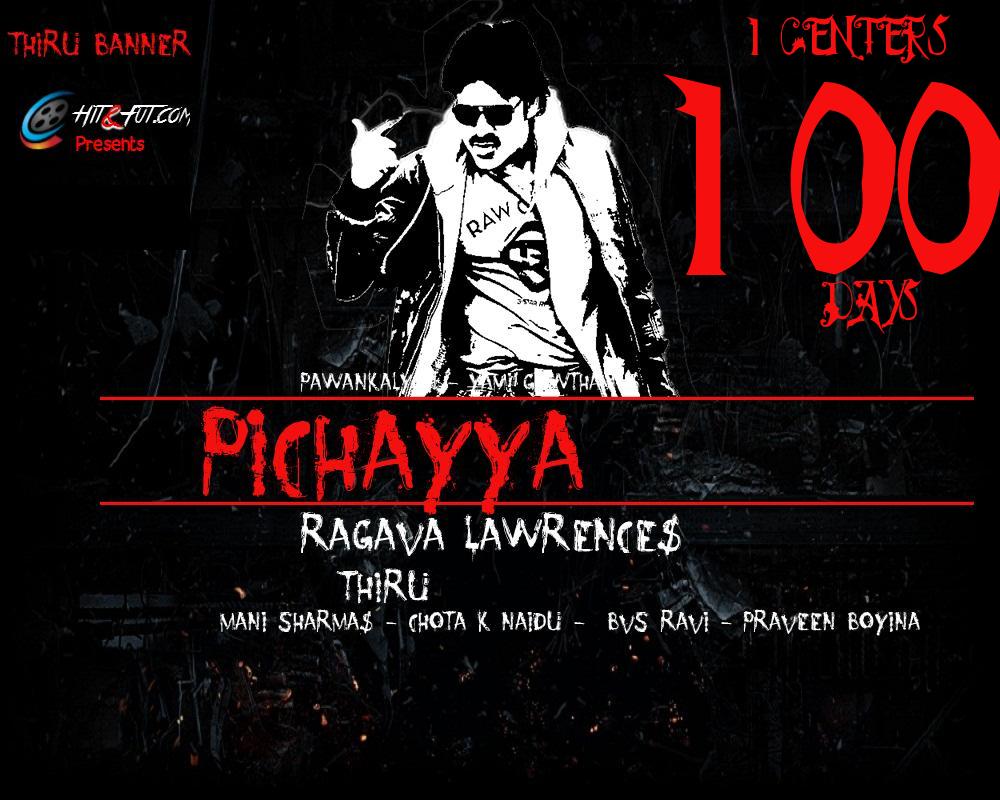 THIRU BANNER
HIT&FUT.COM
Presents
1 CENTERS
100
DAYS
RAW
PICHAYYA
RAGAVA LAWRENCE$
THIRU
MANI SHARMA$ - CHOTA K NAIDU - BVS RAVI - PRAVEEN BOYINA